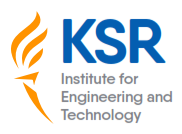 KSR
Institute for
Engineering and
Technology